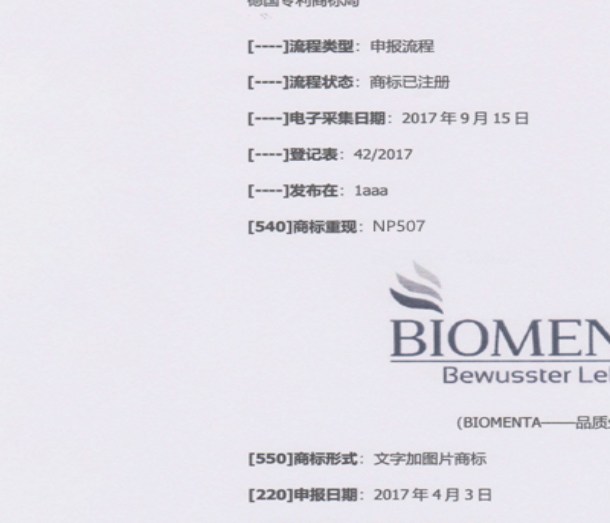 德国专利商标局
[----]流程类型：申报流程
[----]流程状态：商标已注册
[----]电子采集日期：2017 年 9 月 15 日
[----]登记表：42/2017
[----]发布在：1aaa
[540]商标重现：NP507
BIOMEN
Bewusster Le
(BIOMENTA——品质
[550]商标形式：文字加图片商标
[220]申报日期：2017 年 4 月 3 日